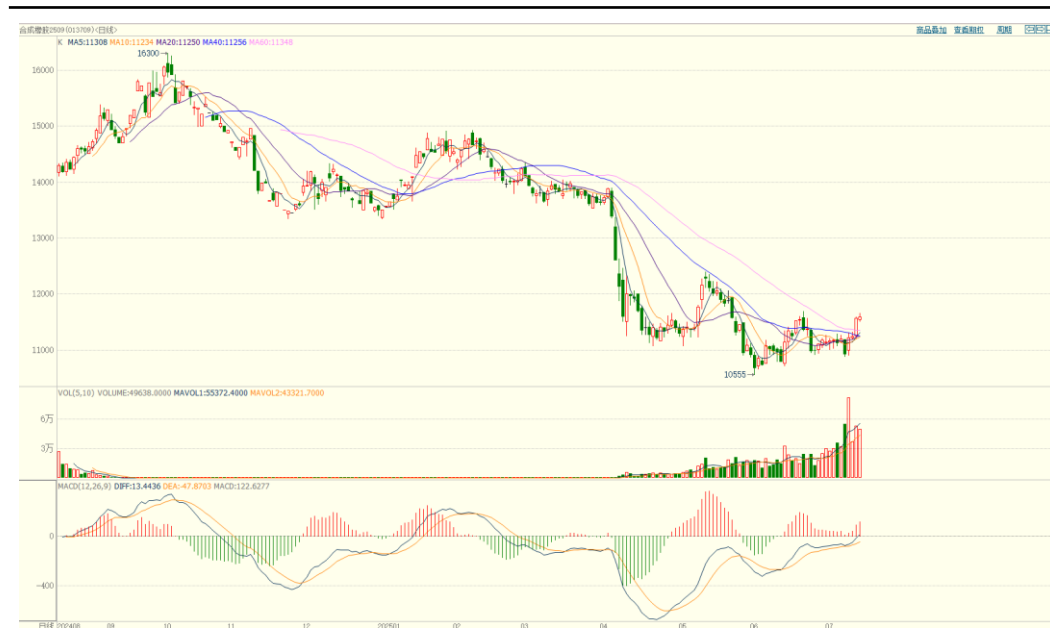 合成橡胶2509(013709)<日线> 商品叠加 查看期权 周期
K MA5:11308 MA10:11234 MA20:11250 MA40:11256 MA60:11348
16300
16000
15000
14000
13000
12000
11000
10555
VOL(5,10) VOLUME:49638.0000 MAVOL1:55372.4000 MAVOL2:43321.7000
6万
3万
MACD(12,26,9) DIFF:13.4436 DEA:-47.8703 MACD:122.6277
0
-400
日线 202408 09 10 11 12 202501 02 03 04 05 06 07